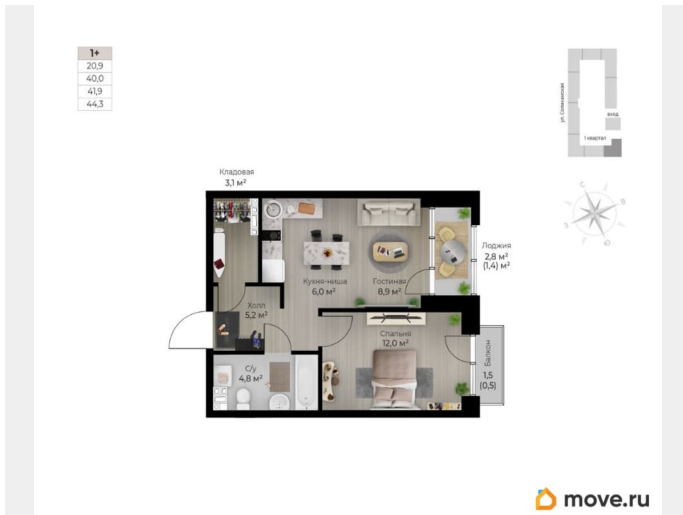 1+
20,9
40,0
41,9
44,3
ул. Соликамская
вход
1 квартал
С
В
Ю
З
Кладовая
3,1 м²
Кухня-ниша
6,0 м²
Гостиная
8,9 м²
Лоджия
2,8 м²
(1,4) м²
Холл
5,2 м²
Спальня
12,0 м²
Балкон
1,5
(0,5)
С/у
4,8 м²
move.ru